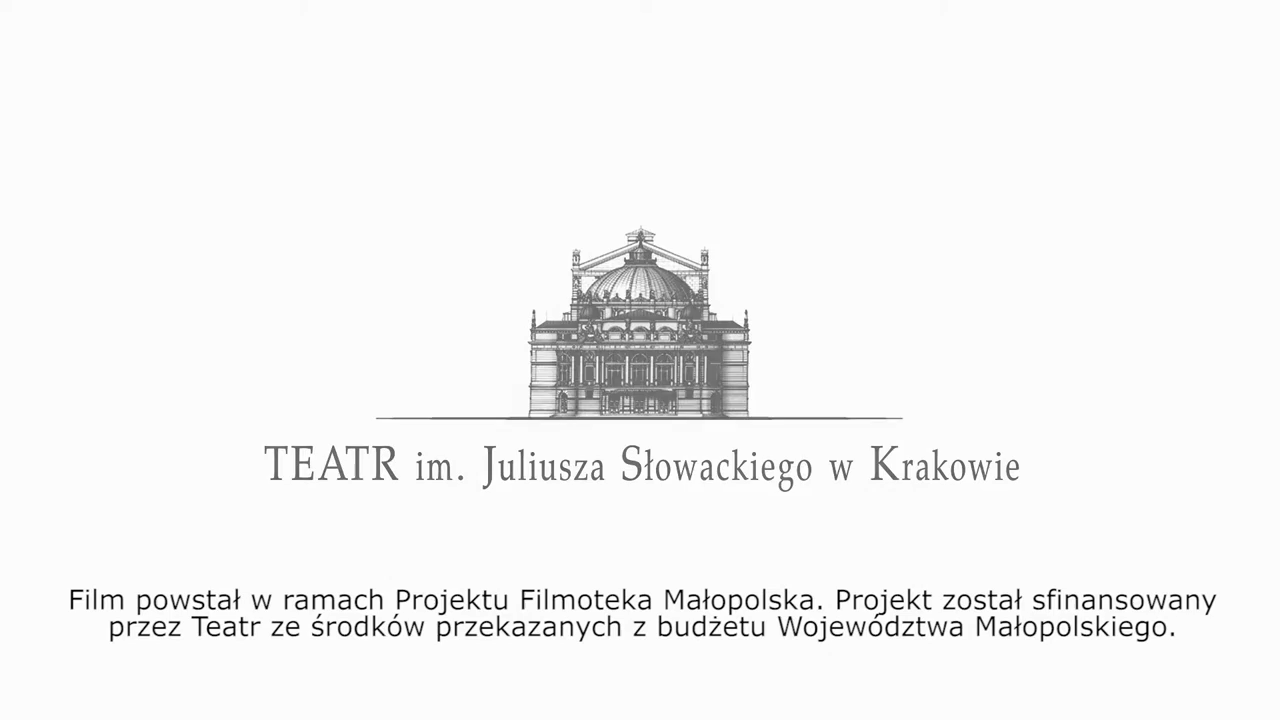 TEATR im. Juliusza Słowackiego w Krakowie
Film powstał w ramach Projektu Filmoteka Małopolska. Projekt został sfinansowany
przez Teatr ze środków przekazanych z budżetu Województwa Małopolskiego.